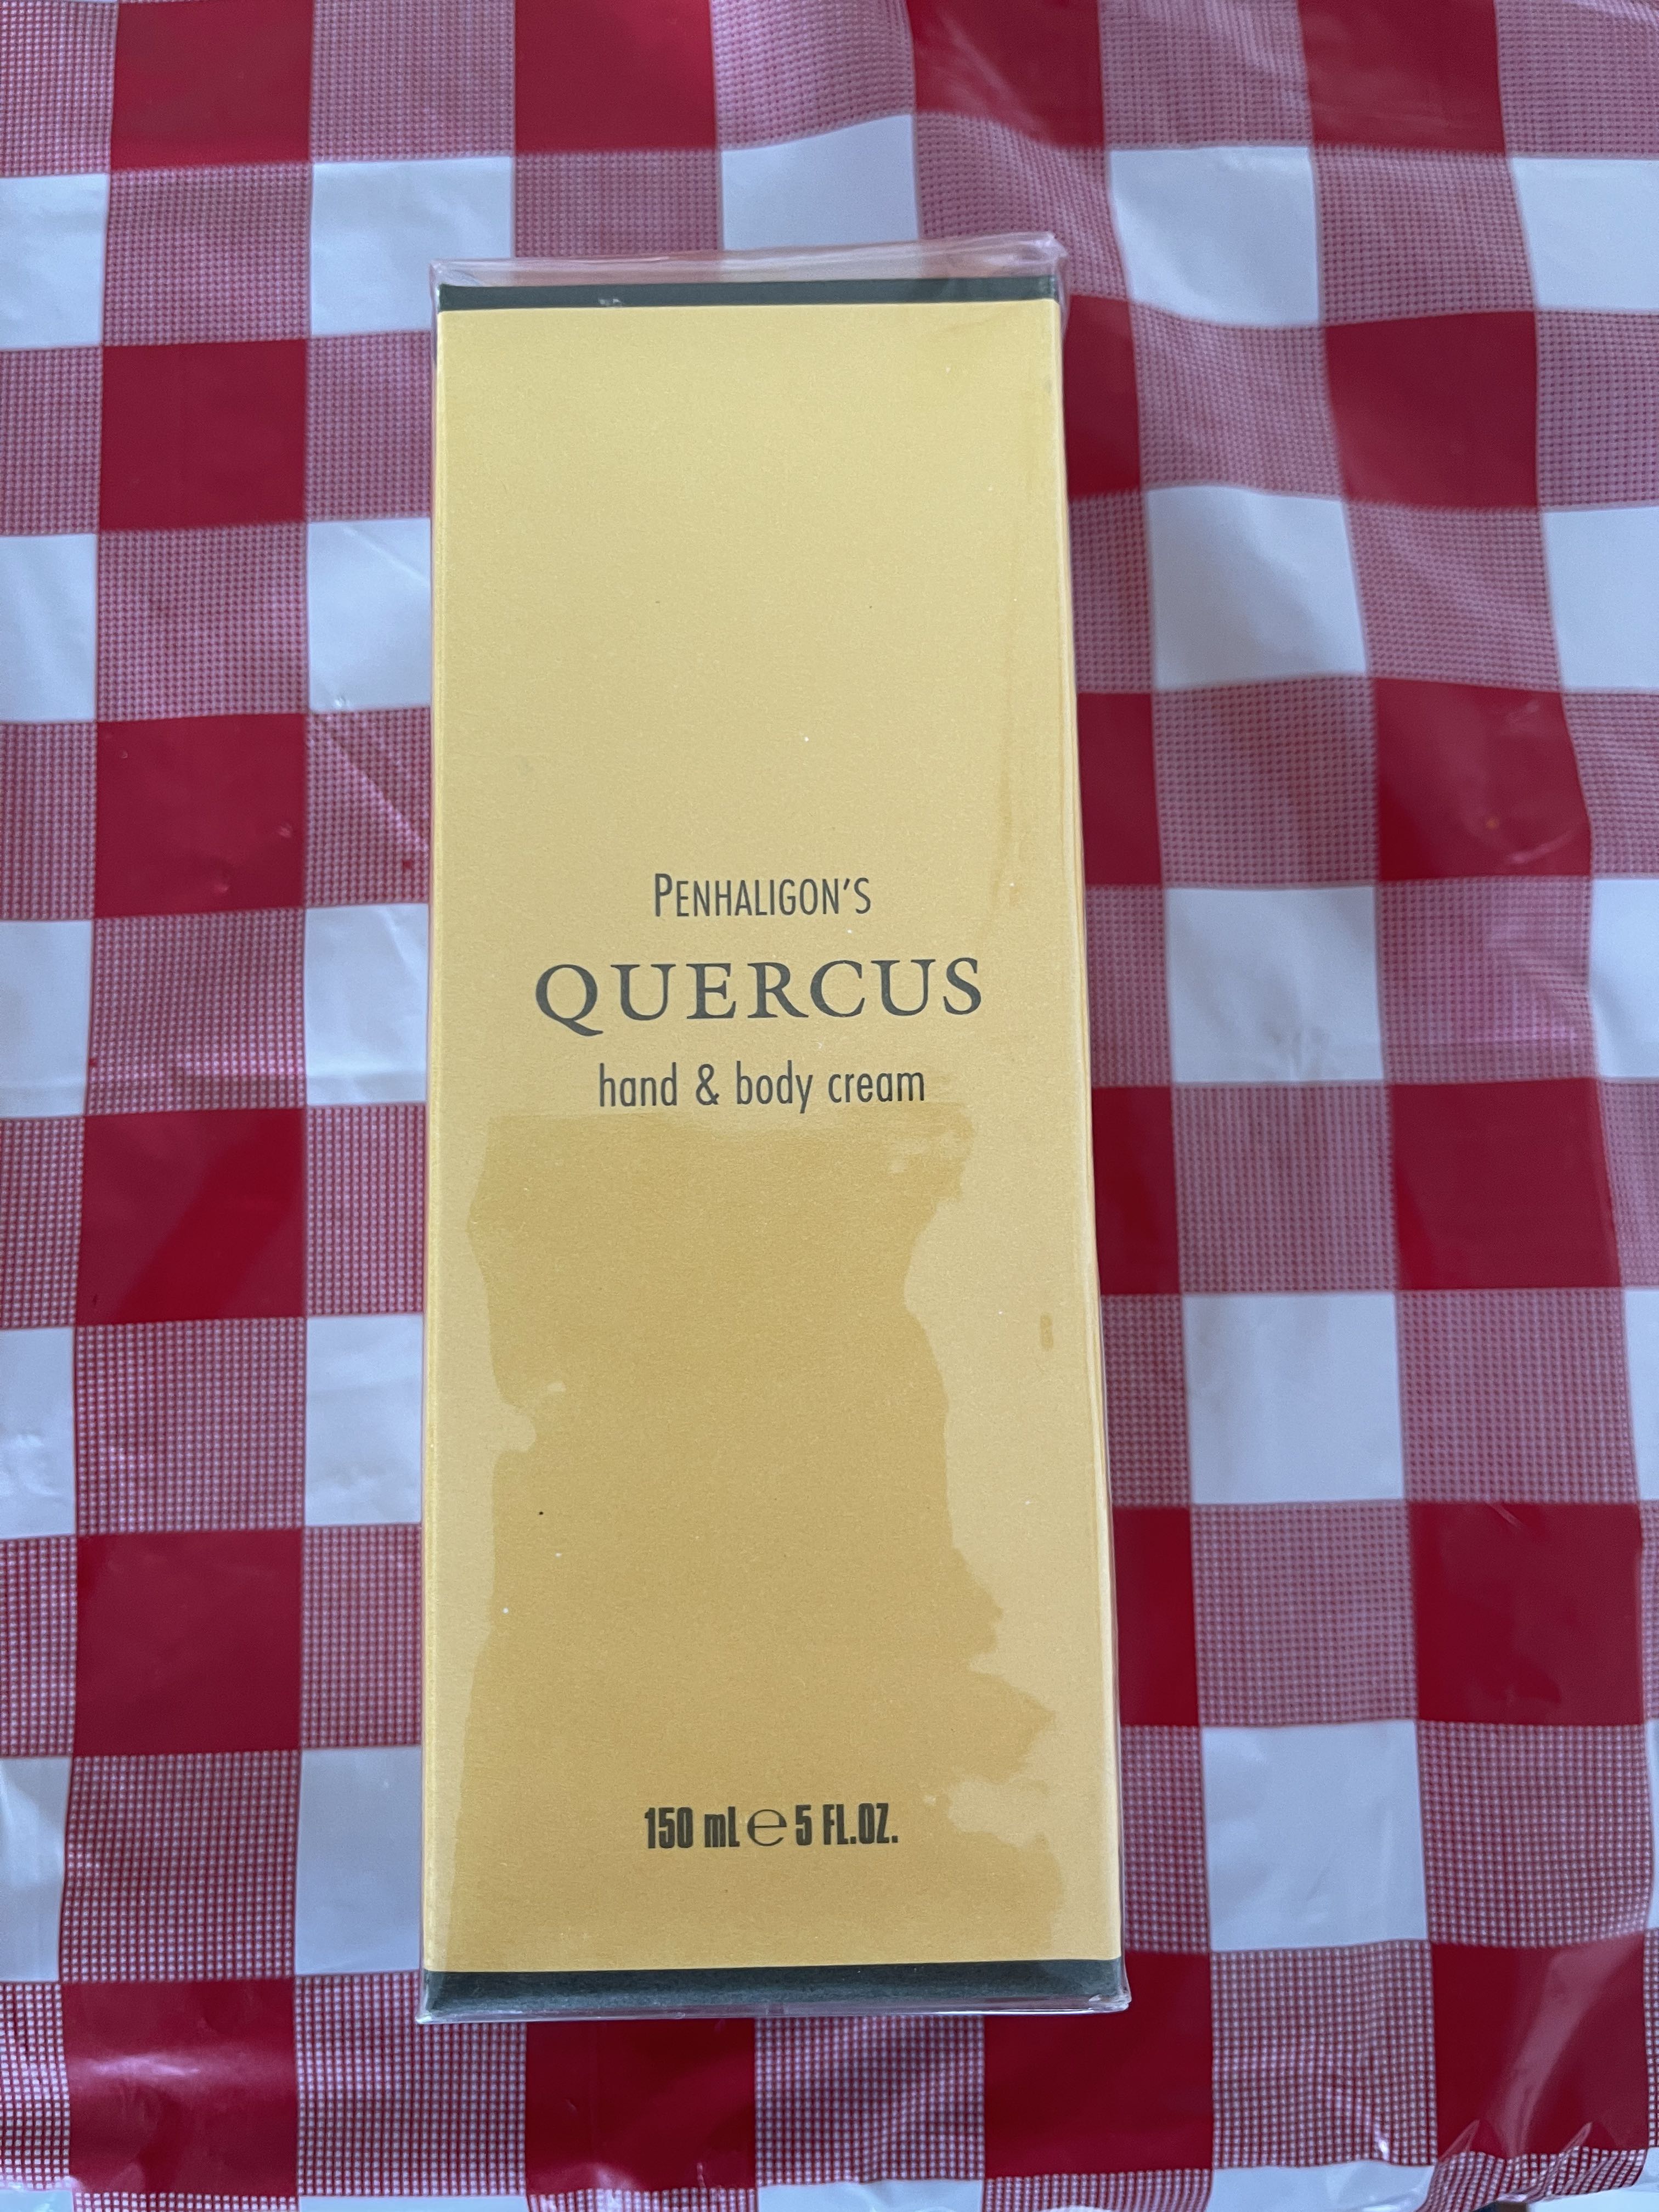 PENHALIGON'S
QUERCUS
hand & body cream
150 mL ℮ 5 FL.OZ.